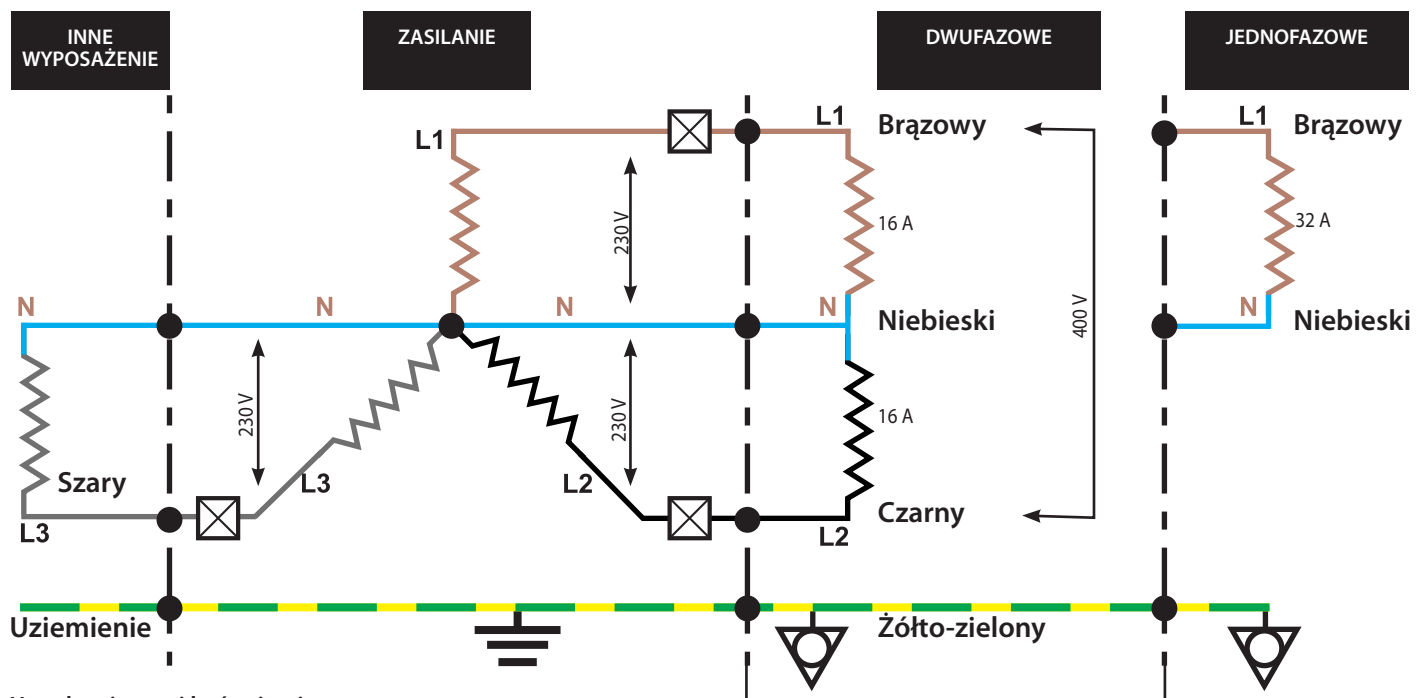 INNE
WYPOSAŻENIE
ZASILANIE
DWUFAZOWE
JEDNOFAZOWE
L1
L1
Brązowy
L1
Brązowy
230 V
16 A
32 A
N
N
N
N
Niebieski
400 V
N
Niebieski
230 V
230 V
16 A
Szary
L3
L2
Czarny
L3
L2
Uziemienie
Żółto-zielony